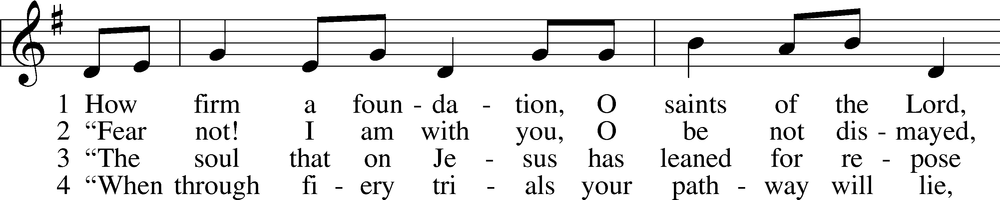 1 How firm a foun - da - tion, O saints of the Lord,
2 “Fear not! I am with you, O be not dis - mayed,
3 “The soul that on Je - sus has leaned for re - pose
4 “When through fi - ery tri - als your path - way will lie,